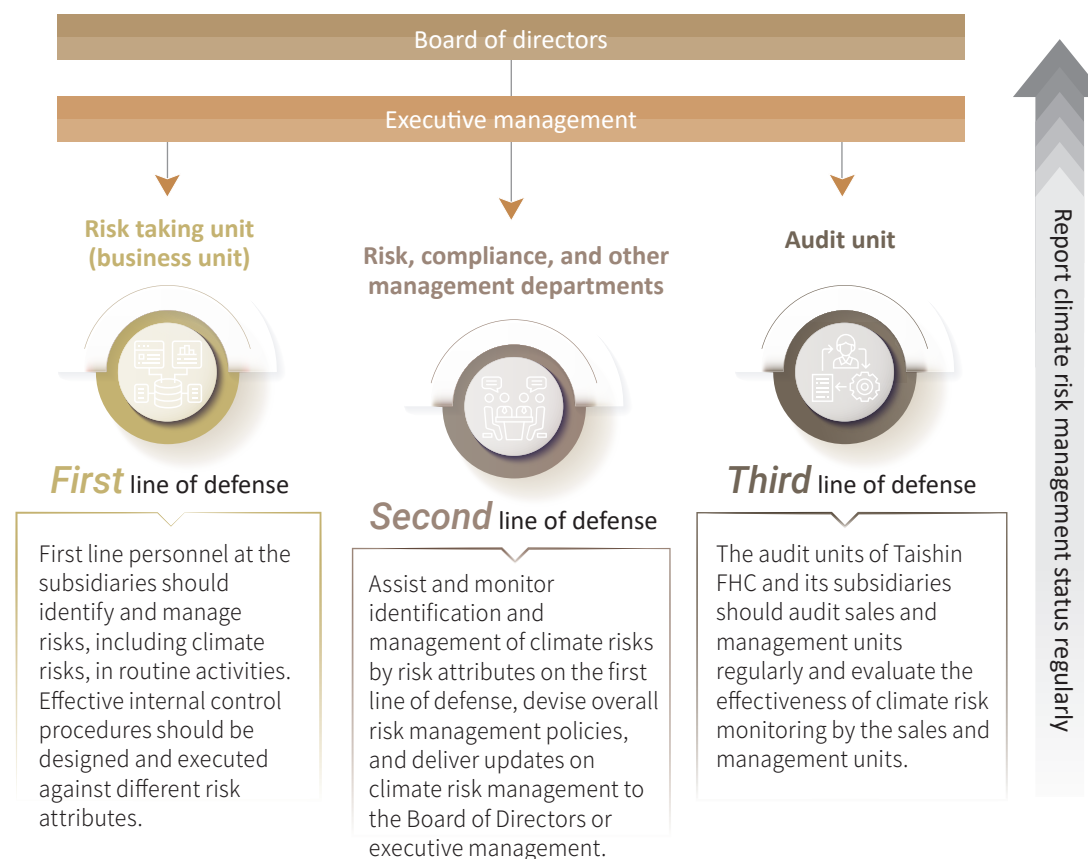 Board of directors
Executive management
Risk taking unit
(business unit)
First line of defense
First line personnel at the
subsidiaries should
identify and manage
risks, including climate
risks, in routine activities.
Effective internal control
procedures should be
designed and executed
against different risk
attributes.
Risk, compliance, and other
management departments
Second line of defense
Assist and monitor
identification and
management of climate risks
by risk attributes on the first
line of defense, devise overall
risk management policies,
and deliver updates on
climate risk management to
the Board of Directors or
executive management.
Audit unit
Third line of defense
The audit units of Taishin
FHC and its subsidiaries
should audit sales and
management units
regularly and evaluate the
effectiveness of climate risk
monitoring by the sales and
management units.
Report climate risk management status regularly